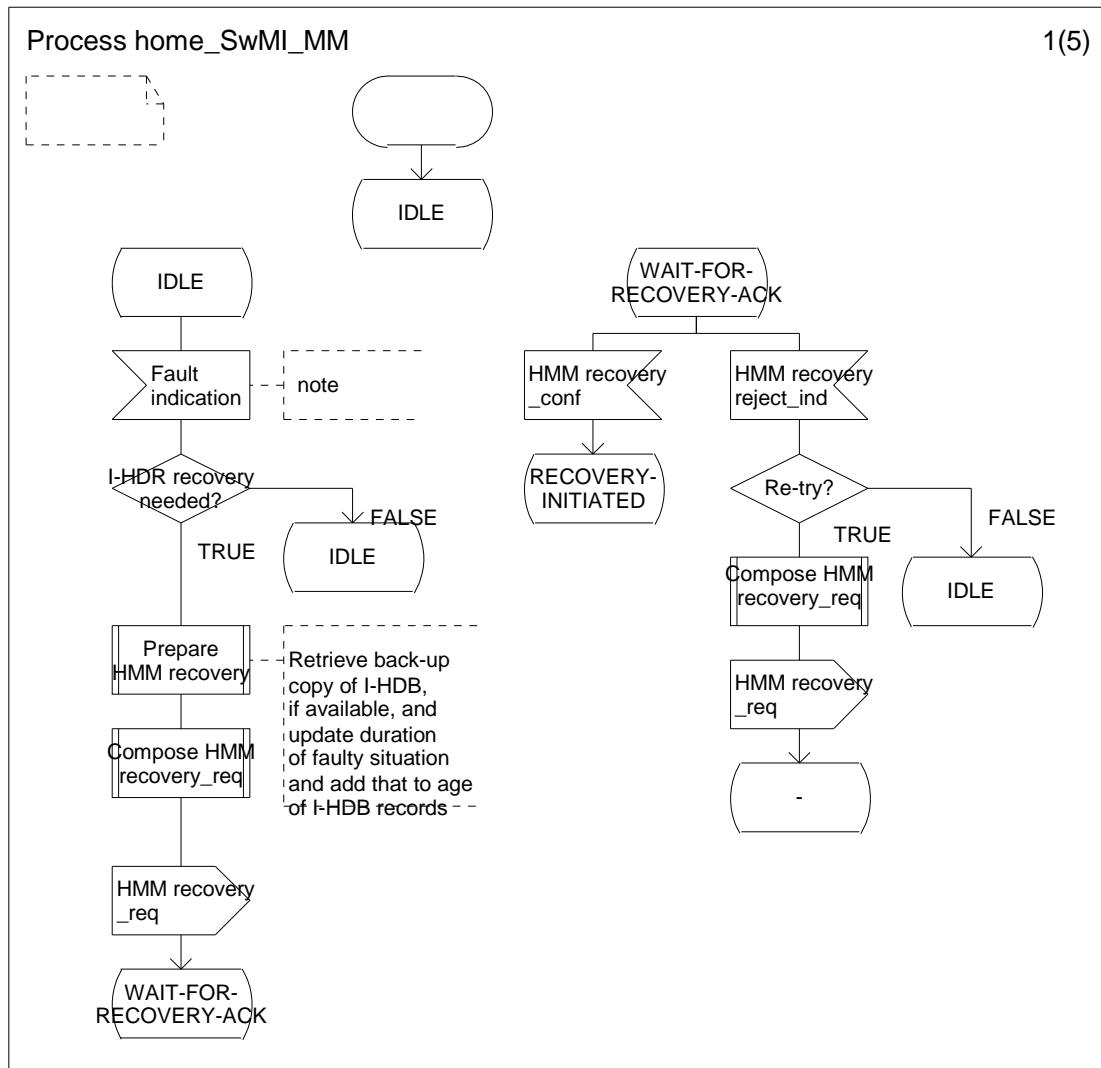 Process home_SwMI_MM
1(5)
IDLE
IDLE
Fault
indication
note
I-HDR recovery
needed?
FALSE
TRUE
IDLE
Prepare
HMM recovery
Retrieve back-up
copy of I-HDB,
if available, and
update duration
of faulty situation
and add that to age
of I-HDB records
Compose HMM
recovery_req
HMM recovery
_req
WAIT-FOR-
RECOVERY-ACK
WAIT-FOR-
RECOVERY-ACK
HMM recovery
_conf
RECOVERY-
INITIATED
HMM recovery
reject_ind
Re-try?
FALSE
TRUE
IDLE
Compose HMM
recovery_req
HMM recovery
_req
-